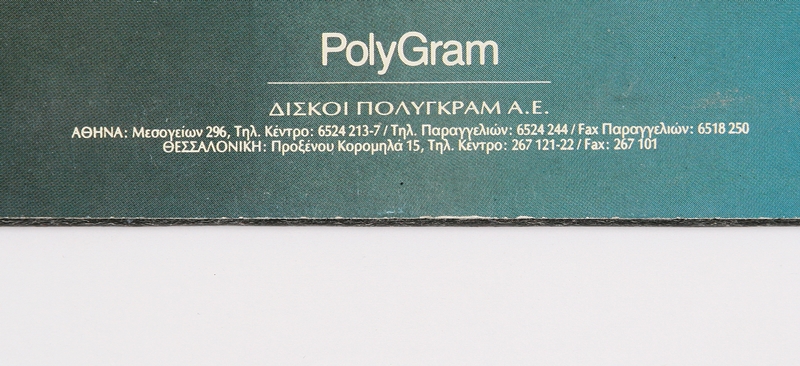 PolyGram
ΔΙΣΚΟΙ ΠΟΛΥΓΚΡΑΜ Α.Ε.
ΑΘΗΝΑ: Μεσογείων 296, Τηλ. Κέντρο: 6524 213-7 / Τηλ. Παραγγελιών: 6524 244 / Fax Παραγγελιών: 6518 250
ΘΕΣΣΑΛΟΝΙΚΗ: Προξένου Κορομηλά 15, Τηλ. Κέντρο: 267 121-22 / Fax: 267 101